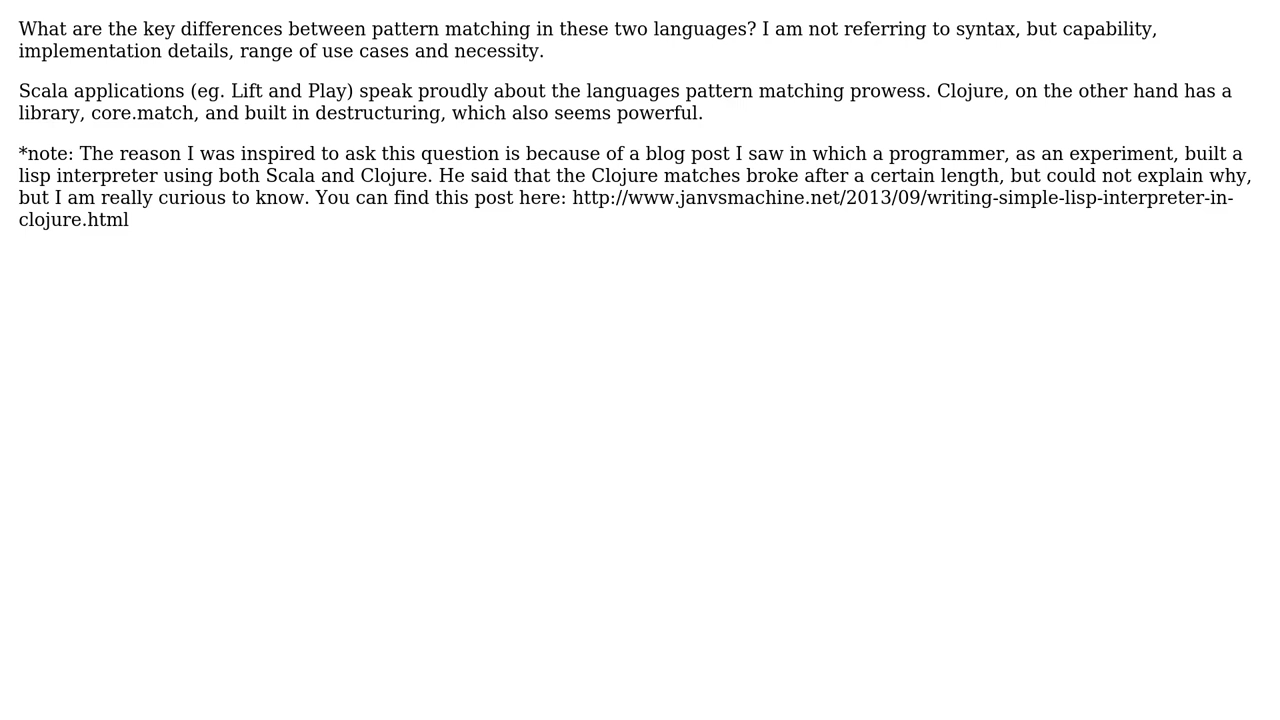 What are the key differences between pattern matching in these two languages? I am not referring to syntax, but capability,
implementation details, range of use cases and necessity.
Scala applications (eg. Lift and Play) speak proudly about the languages pattern matching prowess. Clojure, on the other hand has a
library, core.match, and built in destructuring, which also seems powerful.
*note: The reason I was inspired to ask this question is because of a blog post I saw in which a programmer, as an experiment, built a
lisp interpreter using both Scala and Clojure. He said that the Clojure matches broke after a certain length, but could not explain why,
but I am really curious to know. You can find this post here: http://www.janvsmachine.net/2013/09/writing-simple-lisp-interpreter-in-
clojure.html